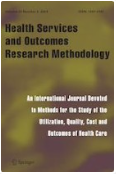 Health Services
and Outcomes
Research Methodology
An International Journal Devoted
to Methods for the Study of the
Utilization, Quality, Cost and
Outcomes of Health Care
Springer